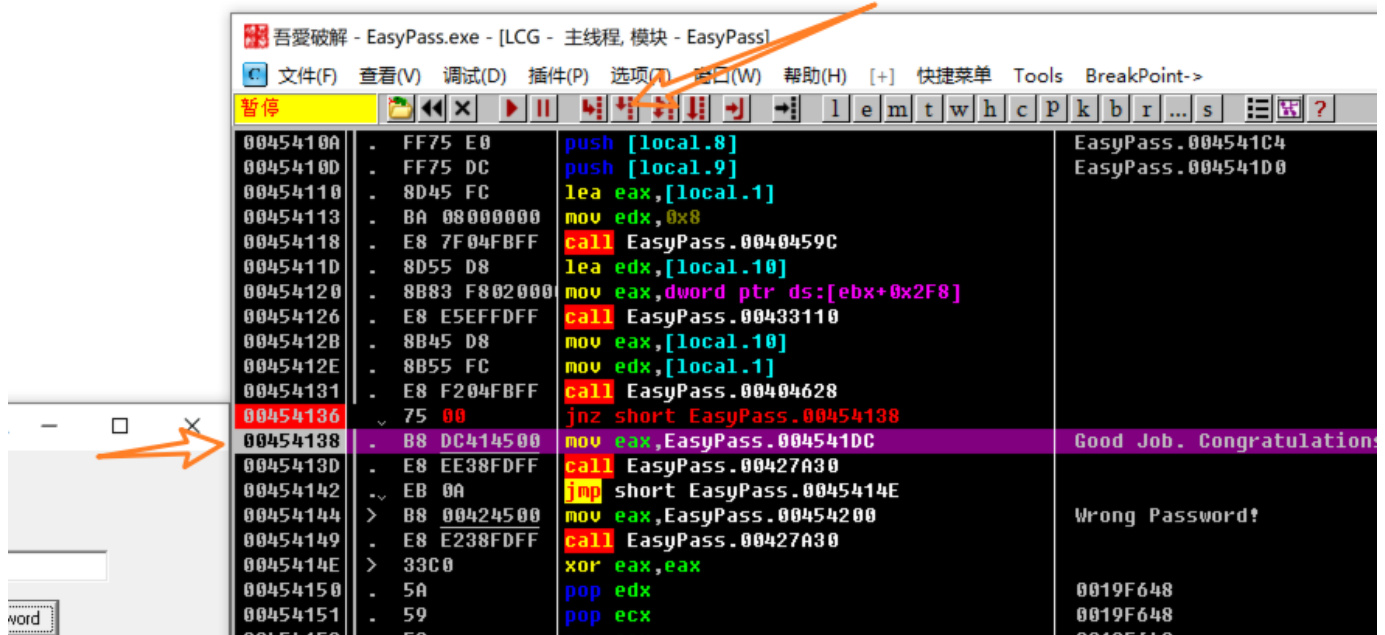 吾愛破解 - EasyPass.exe - [LCG - 主线程, 模块 - EasyPass]
C 文件(F) 查看(V) 调试(D) 插件(P) 选项(T) 窗口(W) 帮助(H) [+] 快捷菜单 Tools BreakPoint->
暂停 l e m t w h c P k b r ... s ?
0045410A . FF75 E0 push [local.8] EasyPass.004541C4
0045410D . FF75 DC push [local.9] EasyPass.004541D0
00454110 . 8D45 FC lea eax,[local.1]
00454113 . BA 08000000 mov edx,0x8
00454118 . E8 7F04FBFF call EasyPass.0040459C
0045411D . 8D55 D8 lea edx,[local.10]
00454120 . 8B83 F802000 mov eax,dword ptr ds:[ebx+0x2F8]
00454126 . E8 E5EFFDFF call EasyPass.00433110
0045412B . 8B45 D8 mov eax,[local.10]
0045412E . 8B55 FC mov edx,[local.1]
00454131 . E8 F204FBFF call EasyPass.00404628
00454136 75 00 jnz short EasyPass.00454138
00454138 . B8 DC414500 mov eax,EasyPass.004541DC Good Job. Congratulations
0045413D . E8 EE38FDFF call EasyPass.00427A30
00454142 . EB 0A jmp short EasyPass.0045414E
00454144 > B8 00424500 mov eax,EasyPass.00454200 Wrong Password!
00454149 . E8 E238FDFF call EasyPass.00427A30
0045414E > 33C0 xor eax,eax
00454150 . 5A pop edx 0019F648
00454151 . 59 pop ecx 0019F648
word